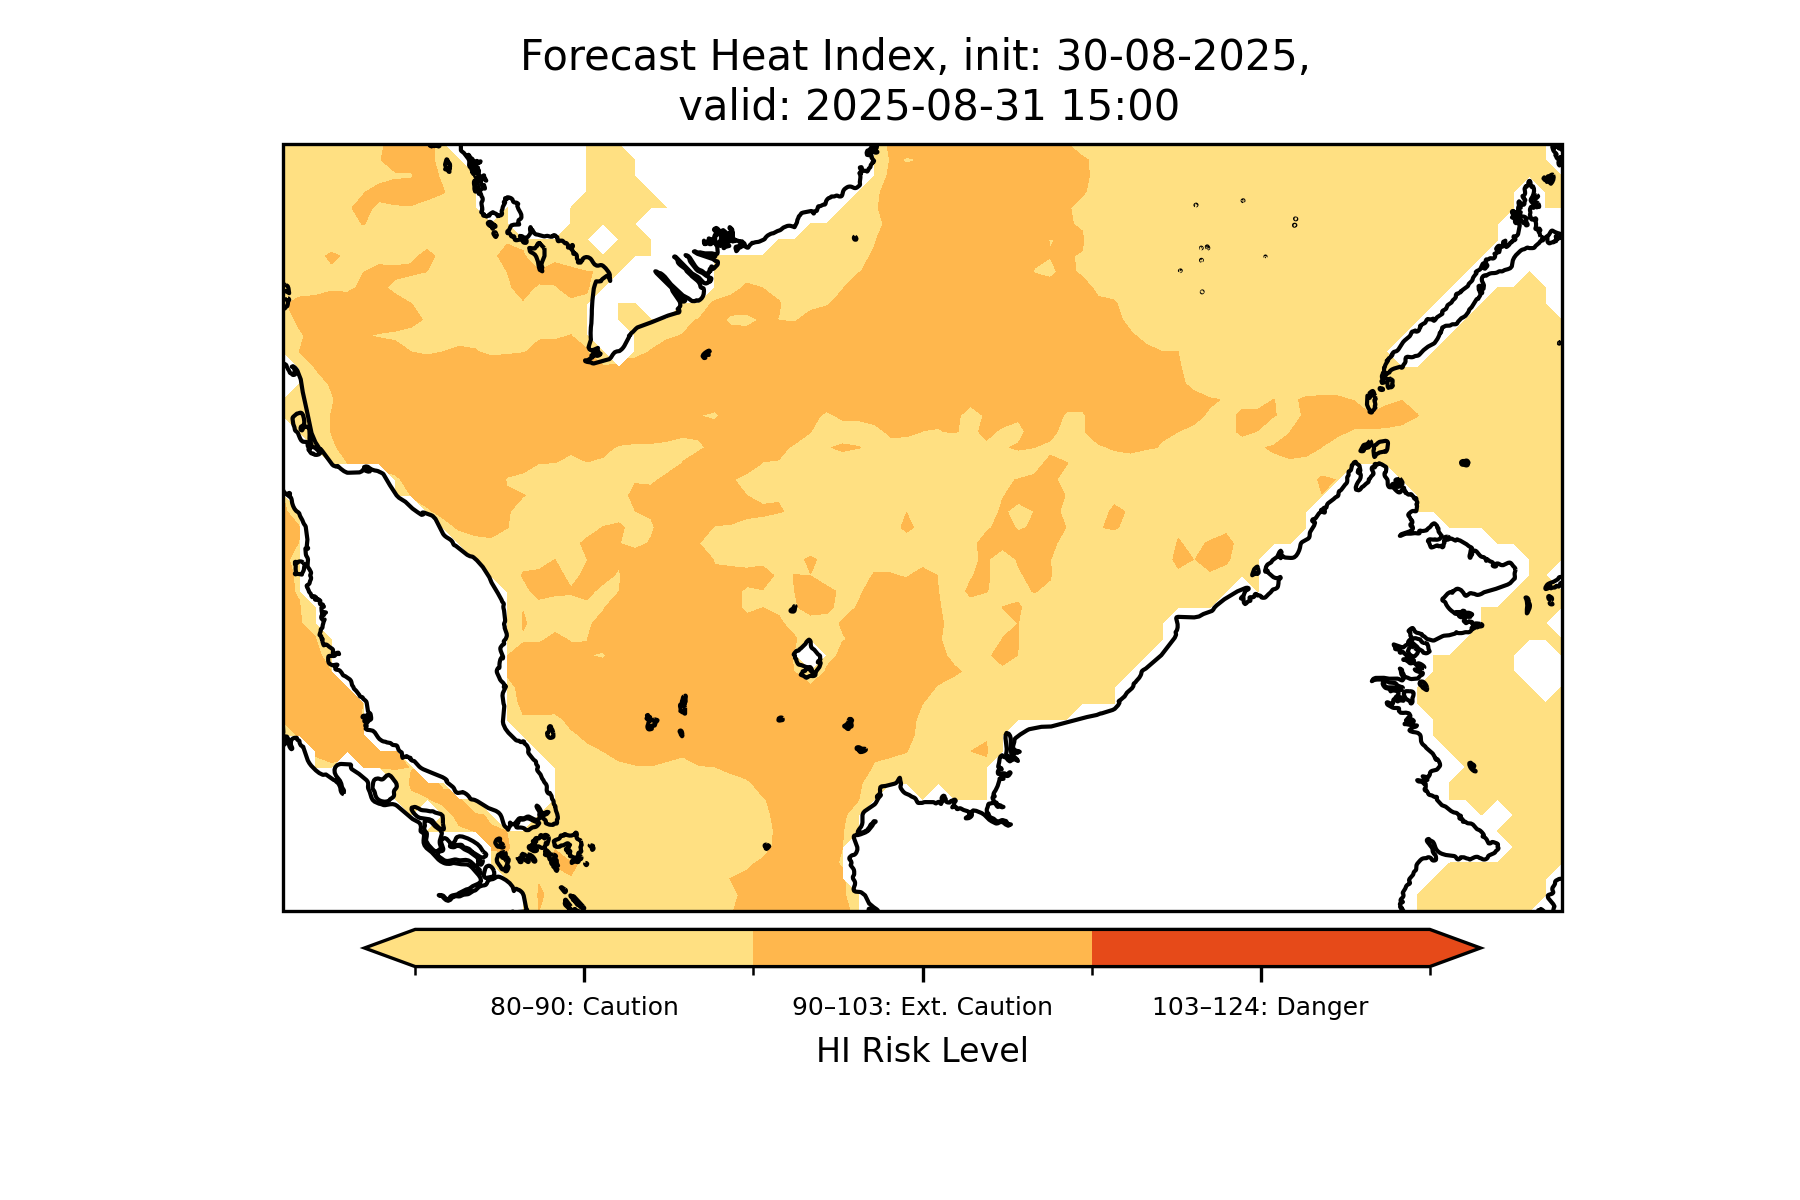 Forecast Heat Index, init: 30-08-2025,
valid: 2025-08-31 15:00
80–90: Caution
90–103: Ext. Caution
103–124: Danger
HI Risk Level